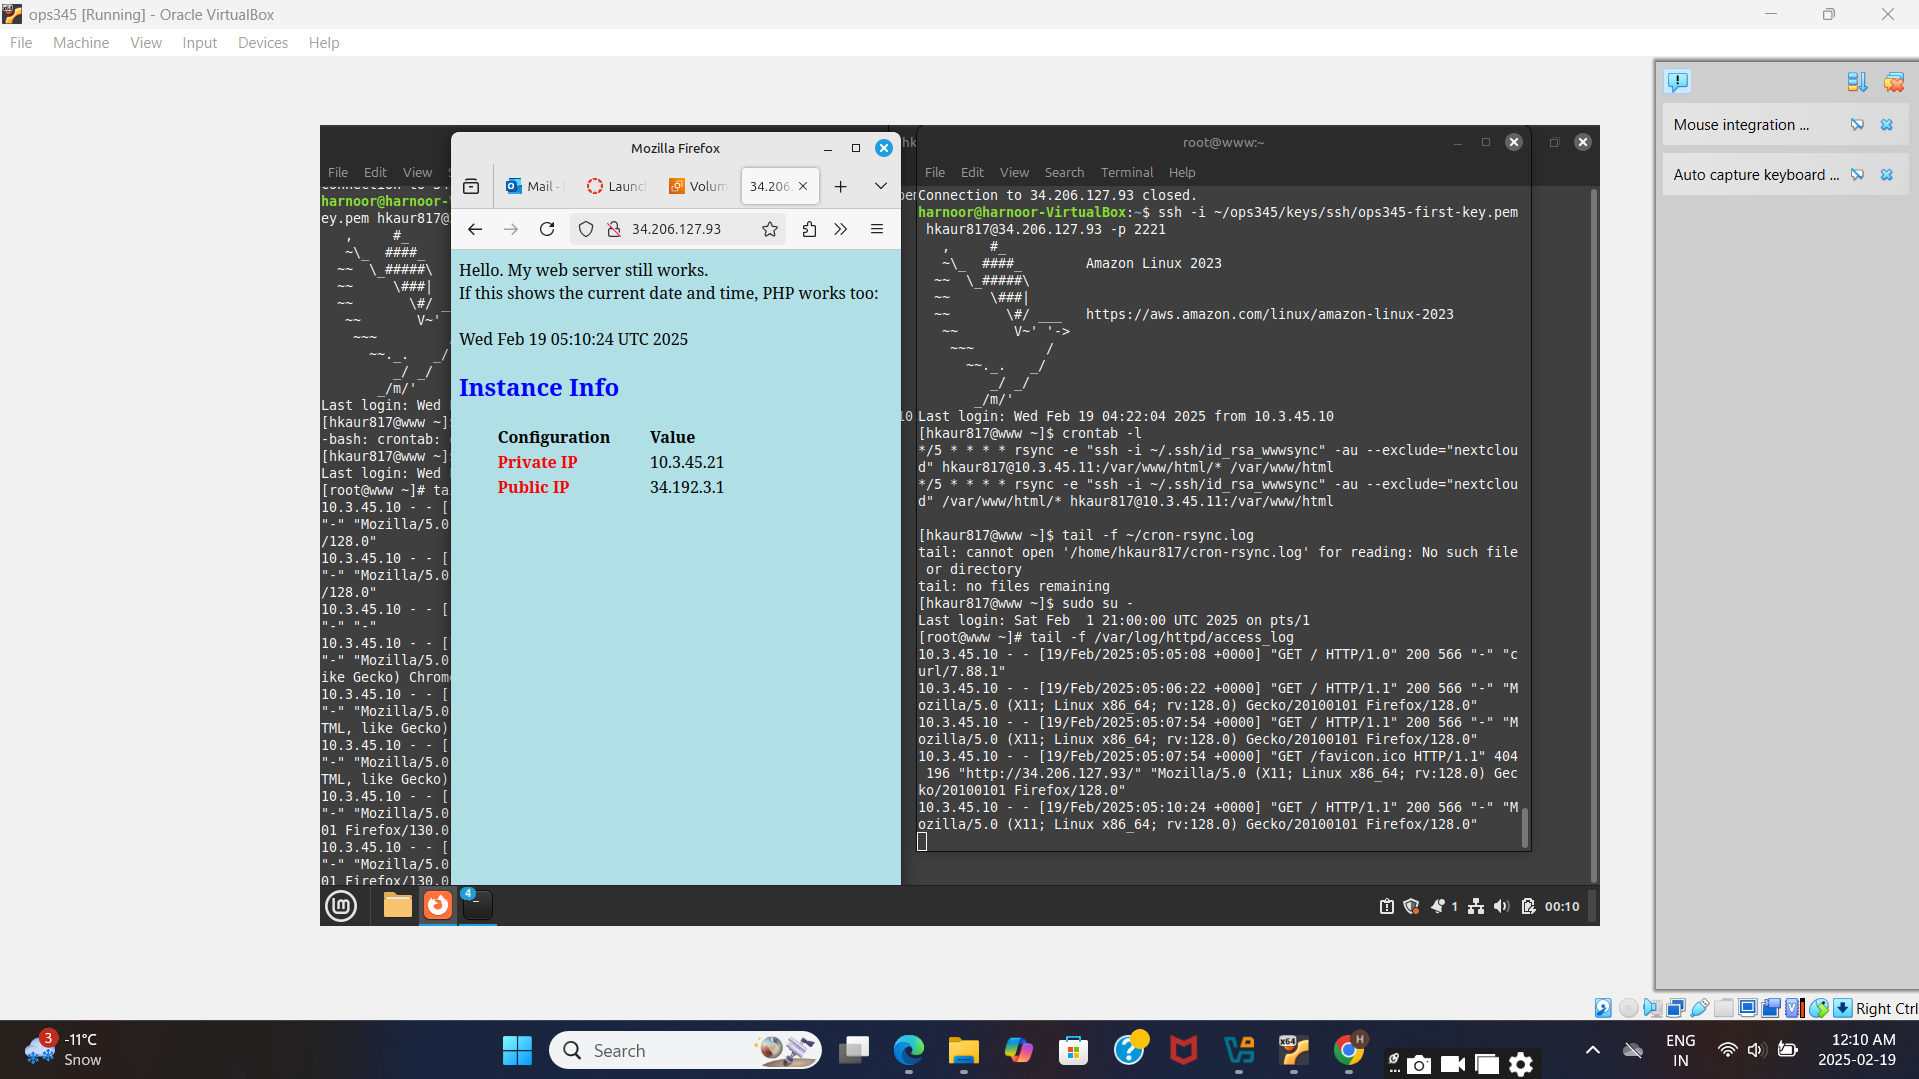 ops345 [Running] - Oracle VirtualBox
File Machine View Input Devices Help
Mouse integration ...
Auto capture keyboard ...
File Edit View
harnoor@harnoor-
ey.pem hkaur817@
, #_
~\_ ####_
~~ \_#####\
~~ \###|
~~ \#/ __
~~ V~'
~~~
~~._. _/
_/ _/
_/m/'
Last login: Wed
[hkaur817@www ~]
-bash: crontab:
[hkaur817@www ~]
Last login: Wed
[root@www ~]# ta
10.3.45.10 - - [
"-" "Mozilla/5.0
/128.0"
10.3.45.10 - - [
"-" "Mozilla/5.0
/128.0"
10.3.45.10 - - [
"-" "-"
10.3.45.10 - - [
"-" "Mozilla/5.0
ike Gecko) Chrom
10.3.45.10 - - [
"-" "Mozilla/5.0
TML, like Gecko)
10.3.45.10 - - [
"-" "Mozilla/5.0
TML, like Gecko)
10.3.45.10 - - [
"-" "Mozilla/5.0
01 Firefox/130.0
10.3.45.10 - - [
"-" "Mozilla/5.0
01 Firefox/130.0
Mozilla Firefox
Mail -
Launc
Volum
34.206.
34.206.127.93
Hello. My web server still works.
If this shows the current date and time, PHP works too:
Wed Feb 19 05:10:24 UTC 2025
Instance Info
Configuration Value
Private IP 10.3.45.21
Public IP 34.192.3.1
root@www:~
File Edit View Search Terminal Help
Connection to 34.206.127.93 closed.
harnoor@harnoor-VirtualBox:~$ ssh -i ~/ops345/keys/ssh/ops345-first-key.pem
hkaur817@34.206.127.93 -p 2221
, #_
~\_ ####_ Amazon Linux 2023
~~ \_#####\
~~ \###|
~~ \#/ ___ https://aws.amazon.com/linux/amazon-linux-2023
~~ V~' '->
~~~ /
~~._. _/
_/ _/
_/m/'
Last login: Wed Feb 19 04:22:04 2025 from 10.3.45.10
[hkaur817@www ~]$ crontab -l
*/5 * * * * rsync -e "ssh -i ~/.ssh/id_rsa_wwwsync" -au --exclude="nextclou
d" hkaur817@10.3.45.11:/var/www/html/* /var/www/html
*/5 * * * * rsync -e "ssh -i ~/.ssh/id_rsa_wwwsync" -au --exclude="nextclou
d" /var/www/html/* hkaur817@10.3.45.11:/var/www/html
[hkaur817@www ~]$ tail -f ~/cron-rsync.log
tail: cannot open '/home/hkaur817/cron-rsync.log' for reading: No such file
or directory
tail: no files remaining
[hkaur817@www ~]$ sudo su -
Last login: Sat Feb  1 21:00:00 UTC 2025 on pts/1
[root@www ~]# tail -f /var/log/httpd/access_log
10.3.45.10 - - [19/Feb/2025:05:05:08 +0000] "GET / HTTP/1.0" 200 566 "-" "c
url/7.88.1"
10.3.45.10 - - [19/Feb/2025:05:06:22 +0000] "GET / HTTP/1.1" 200 566 "-" "M
ozilla/5.0 (X11; Linux x86_64; rv:128.0) Gecko/20100101 Firefox/128.0"
10.3.45.10 - - [19/Feb/2025:05:07:54 +0000] "GET / HTTP/1.1" 200 566 "-" "M
ozilla/5.0 (X11; Linux x86_64; rv:128.0) Gecko/20100101 Firefox/128.0"
10.3.45.10 - - [19/Feb/2025:05:07:54 +0000] "GET /favicon.ico HTTP/1.1" 404
196 "http://34.206.127.93/" "Mozilla/5.0 (X11; Linux x86_64; rv:128.0) Gec
ko/20100101 Firefox/128.0"
10.3.45.10 - - [19/Feb/2025:05:10:24 +0000] "GET / HTTP/1.1" 200 566 "-" "M
ozilla/5.0 (X11; Linux x86_64; rv:128.0) Gecko/20100101 Firefox/128.0"
4
1
00:10
Right Ctrl
3
-11°C
Snow
Search
ENG
IN
12:10 AM
2025-02-19